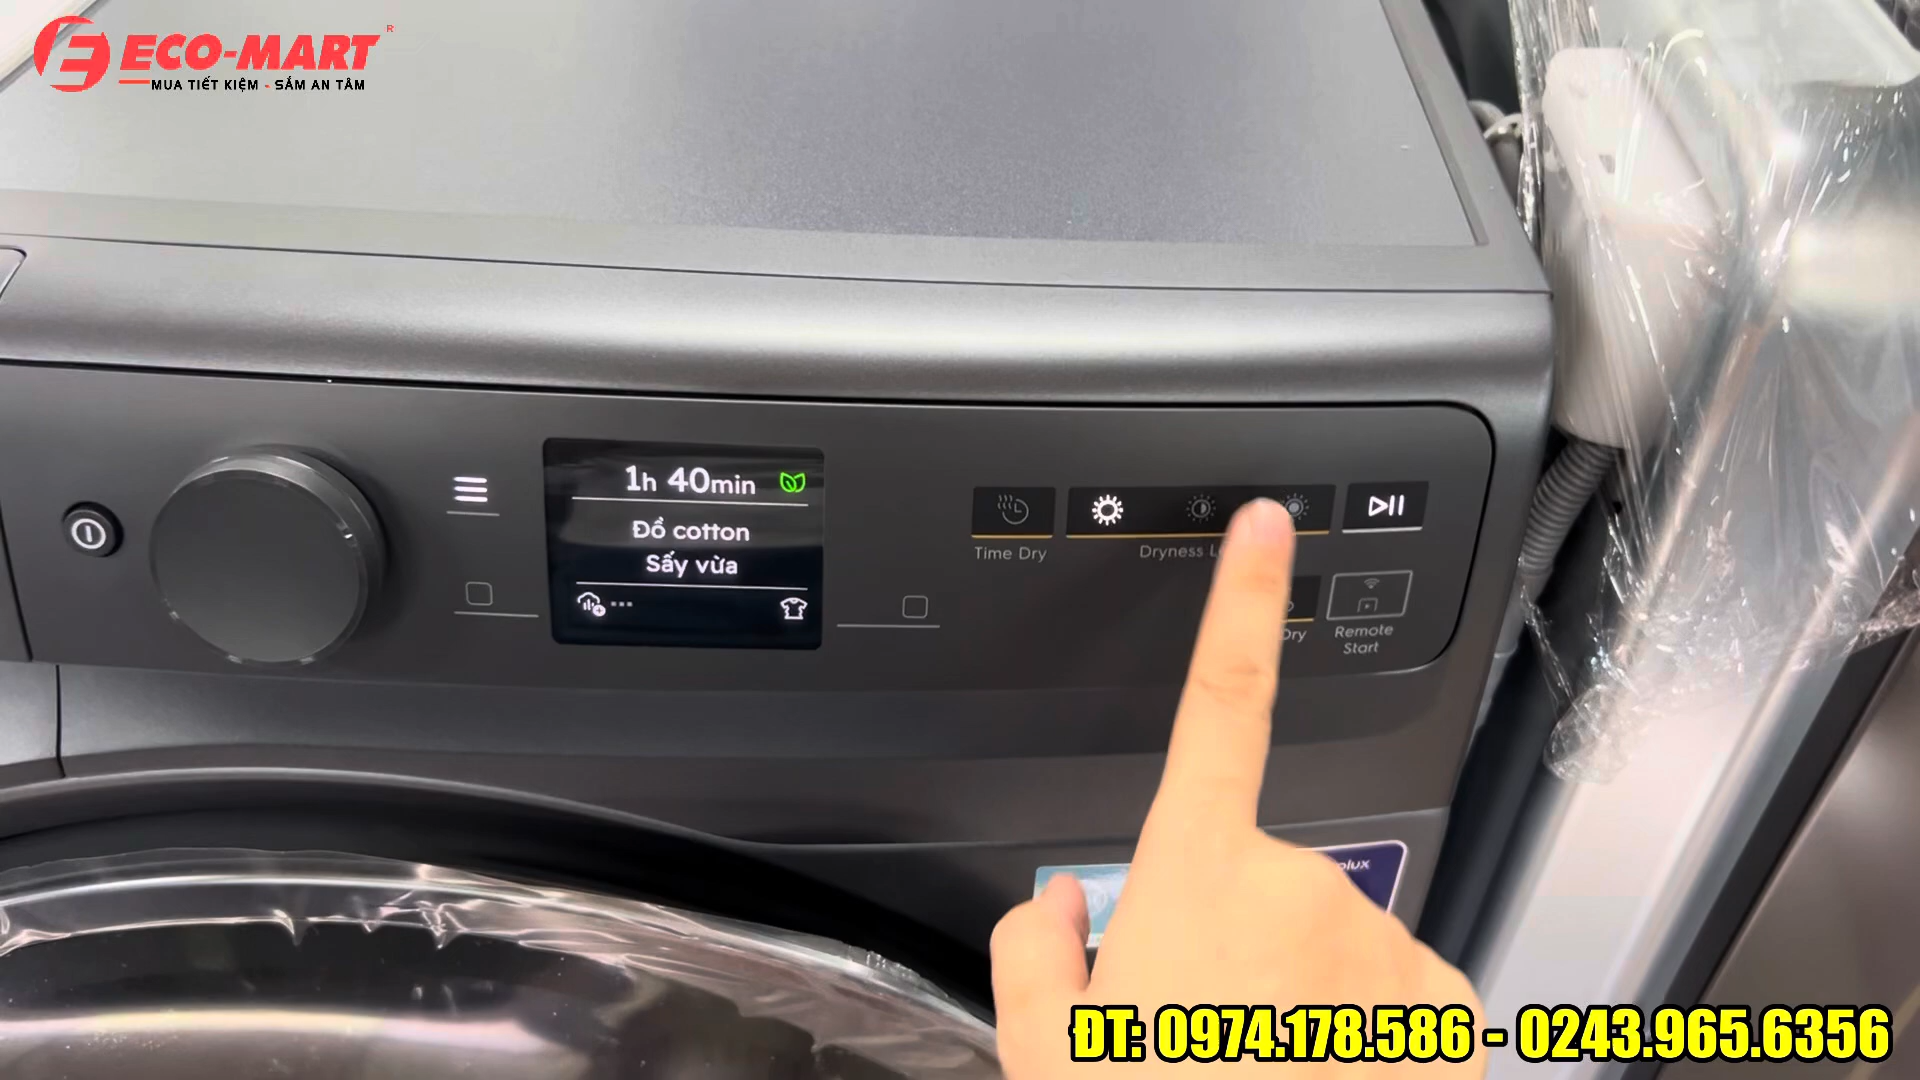 ECO-MART®
MUA TIẾT KIỆM - SẮM AN TÂM
1h 40min
Đồ cotton
Sấy vừa
Time Dry
Dryness
Dry
Remote
Start
ĐT: 0974.178.586 - 0243.965.6356